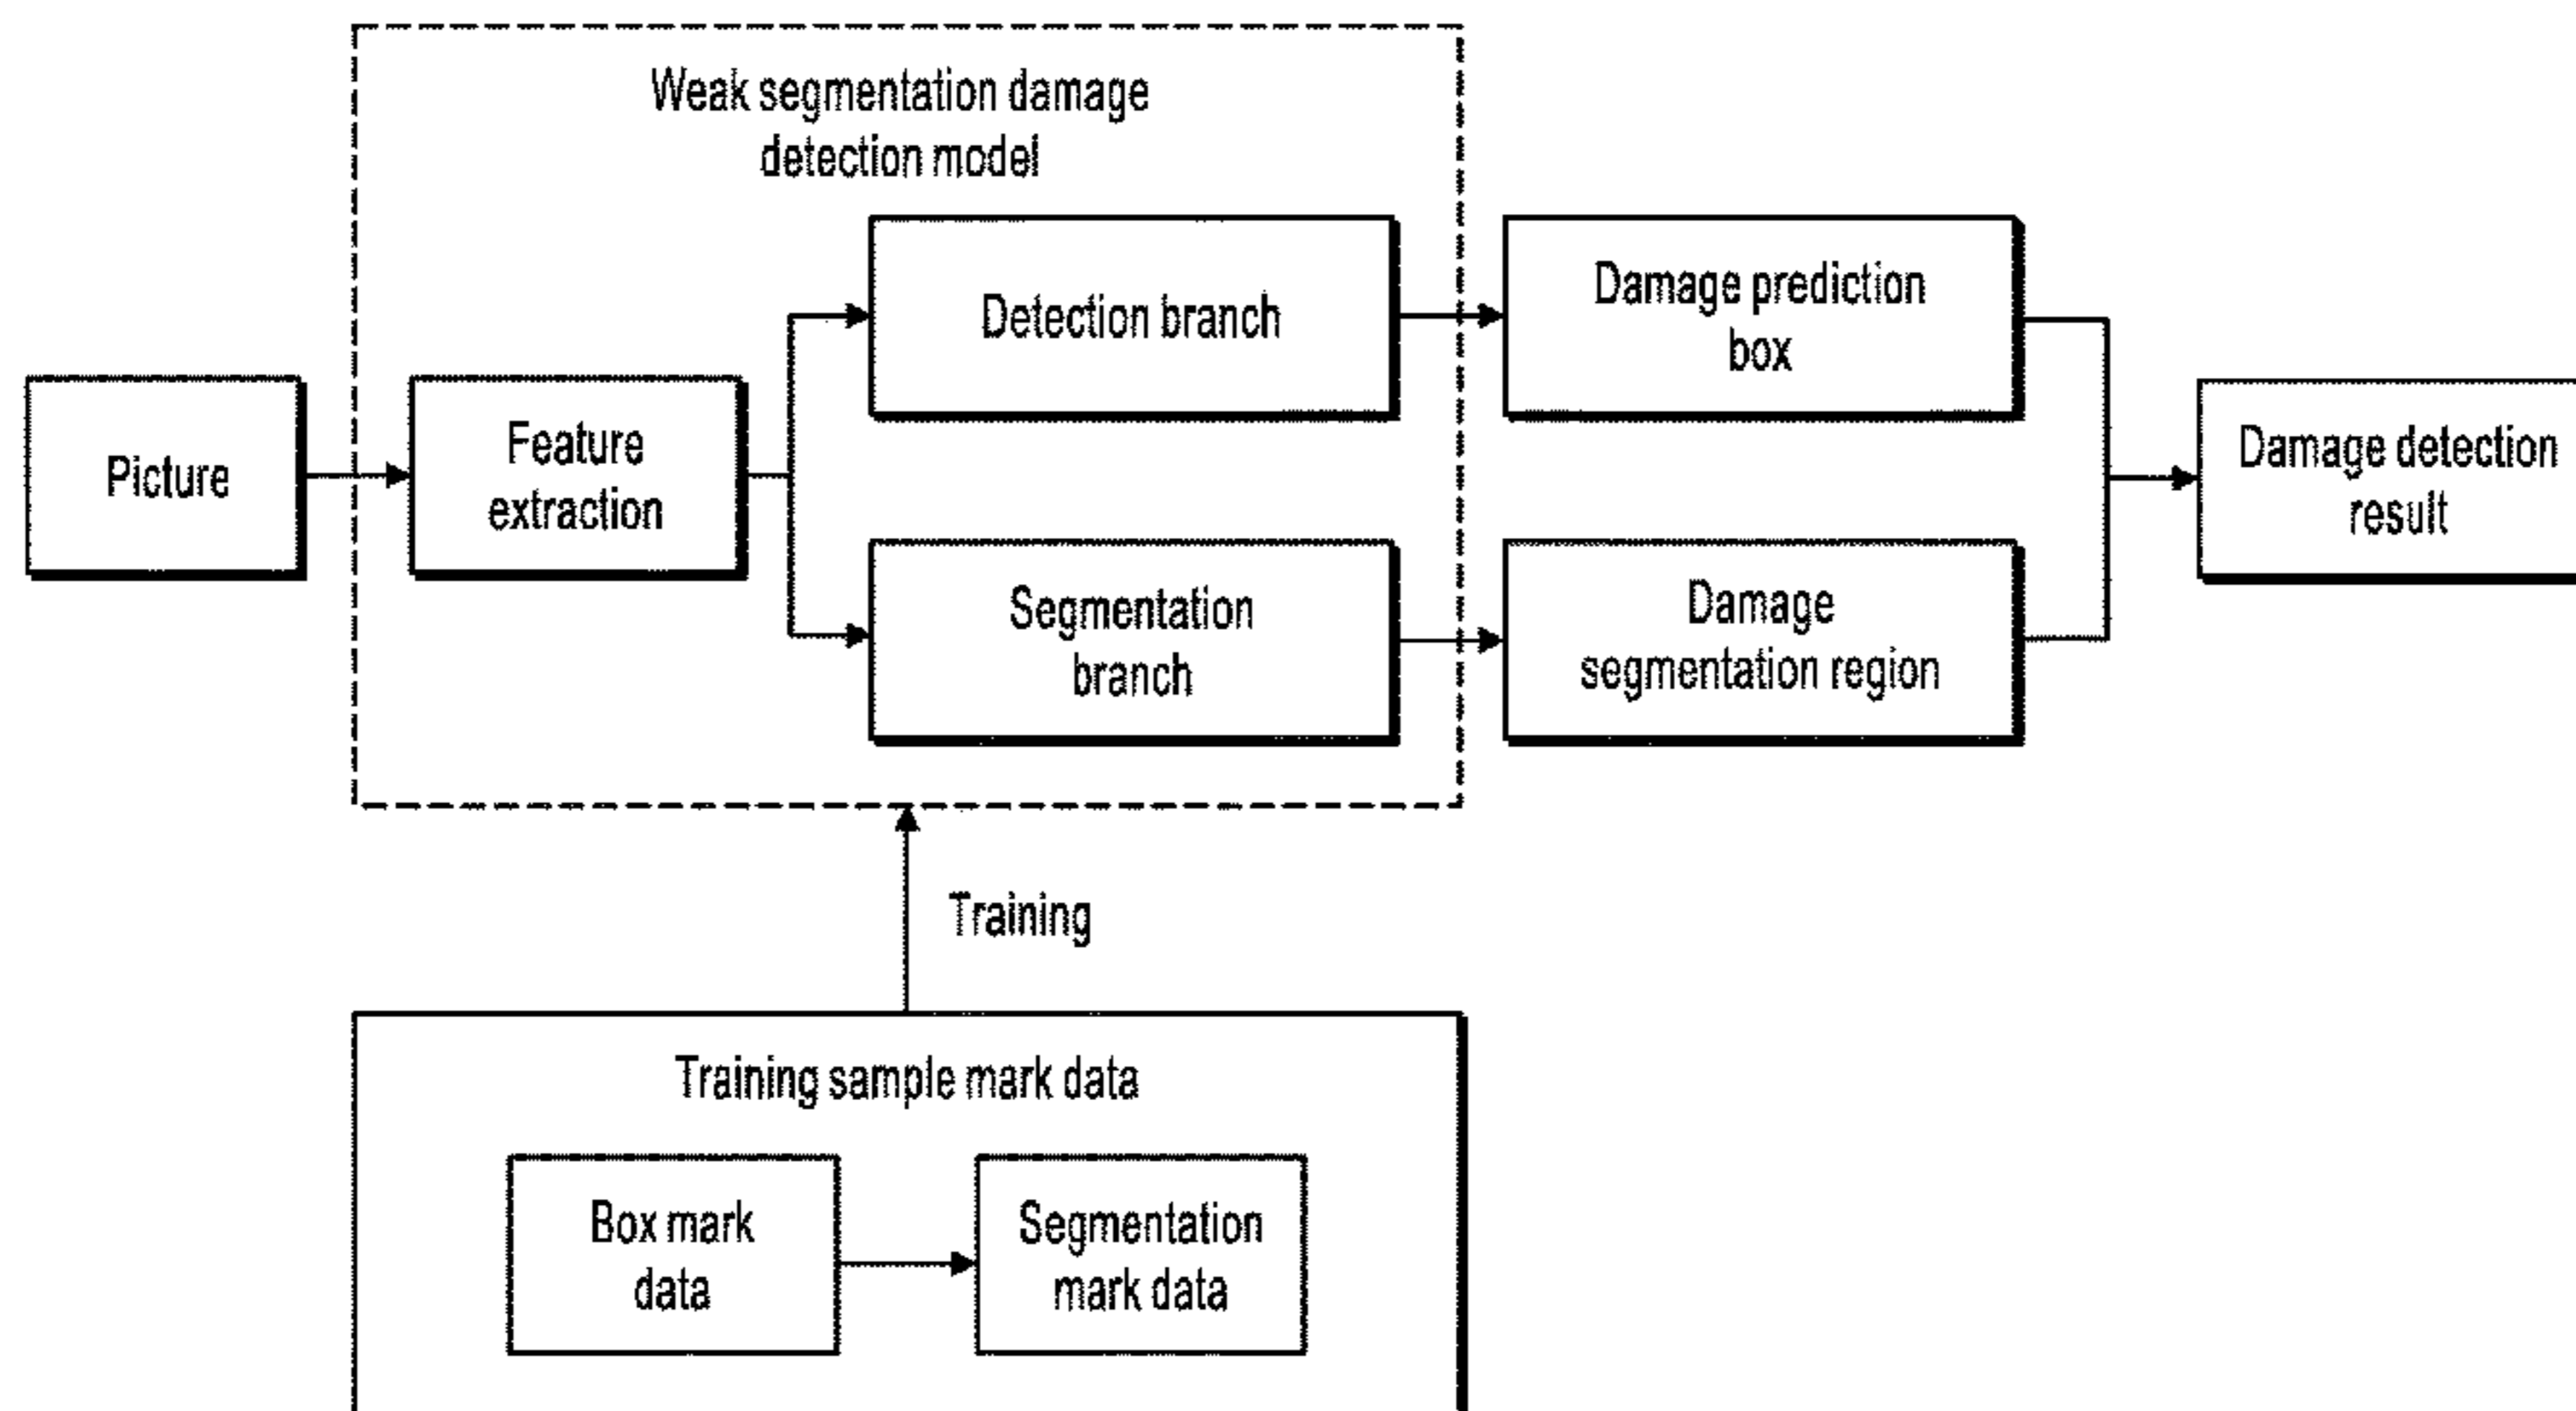 Weak segmentation damage
detection model
Picture
Feature
extraction
Detection branch
Segmentation
branch
Damage prediction
box
Damage
segmentation region
Damage detection
result
Training
Training sample mark data
Box mark
data
Segmentation
mark data